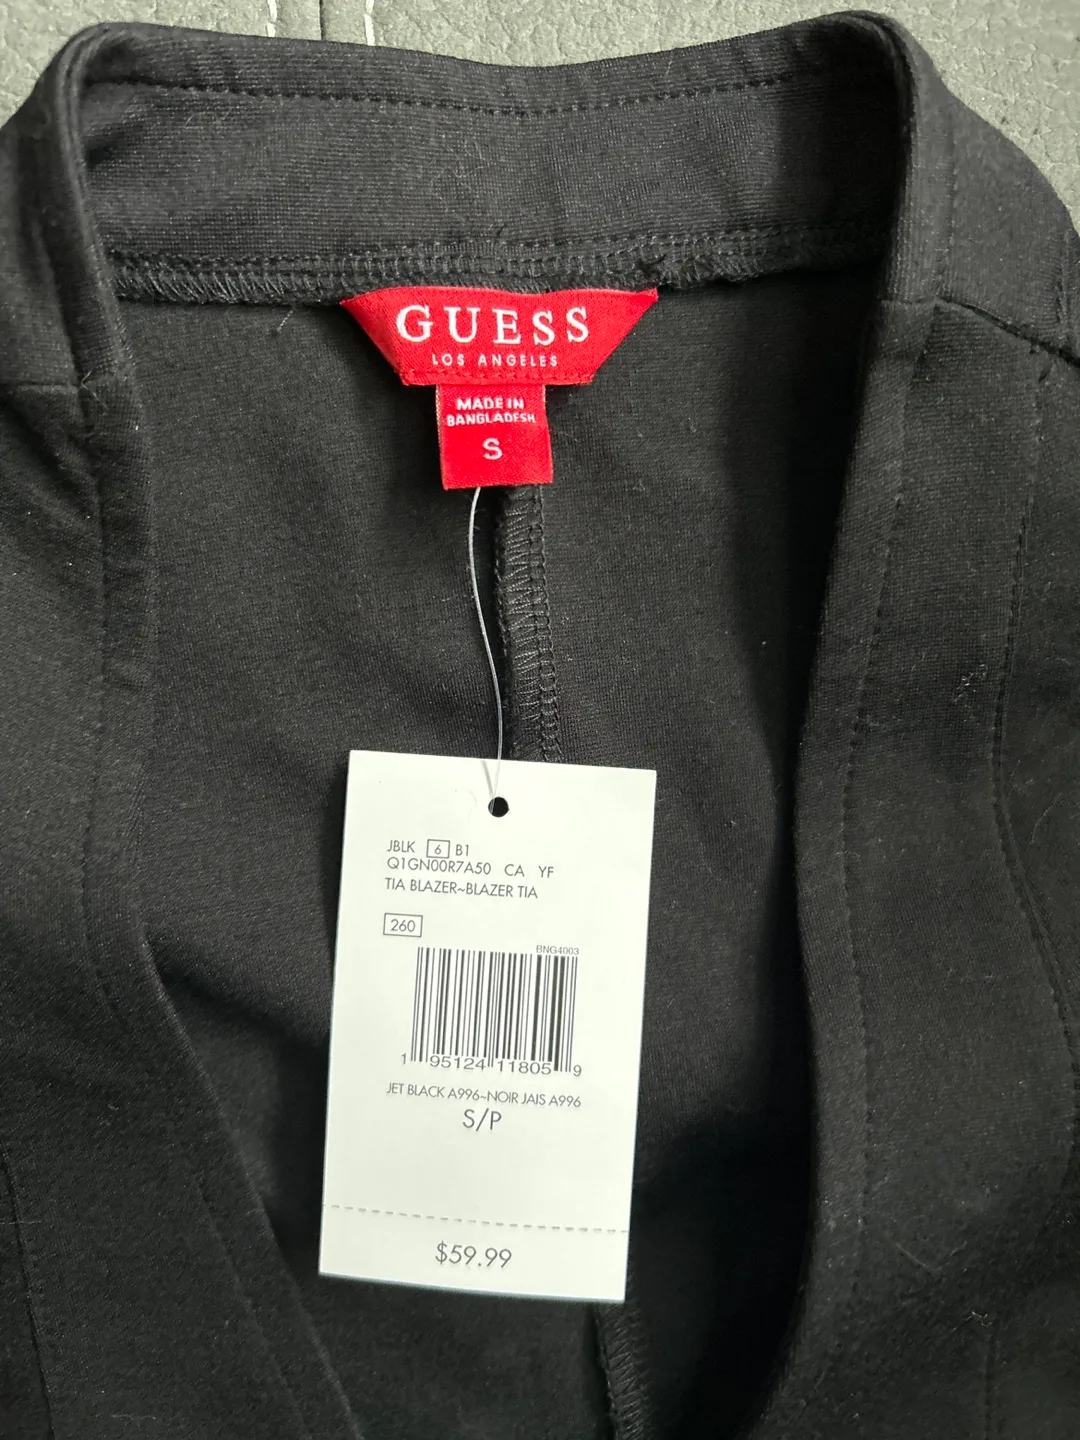 GUESS
LOS ANGELES
MADE IN
BANGLADESH
S
JBLK 6 B1
Q1GN00R7A50 CA YF
TIA BLAZER~BLAZER TIA
260
BNG4003
1 95124 11805 9
JET BLACK A996~NOIR JAIS A996
S/P
$59.99